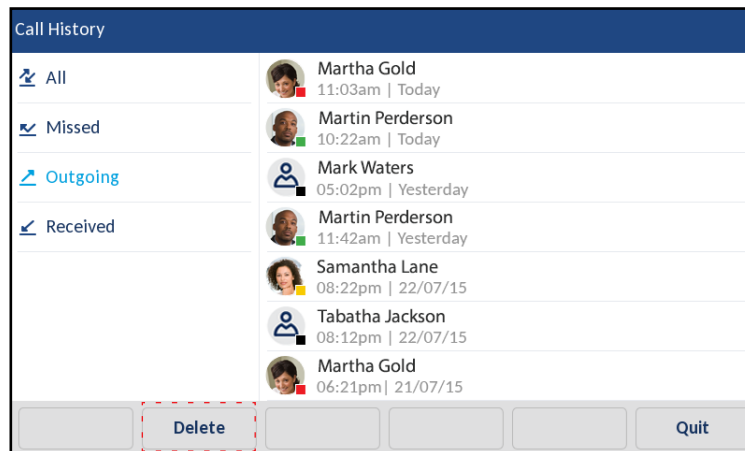 Call History
All
Missed
Outgoing
Received
Martha Gold
11:03am | Today
Martin Perderson
10:22am | Today
Mark Waters
05:02pm | Yesterday
Martin Perderson
11:42am | Yesterday
Samantha Lane
08:22pm | 22/07/15
Tabatha Jackson
08:12pm | 22/07/15
Martha Gold
06:21pm| 21/07/15
Delete
Quit